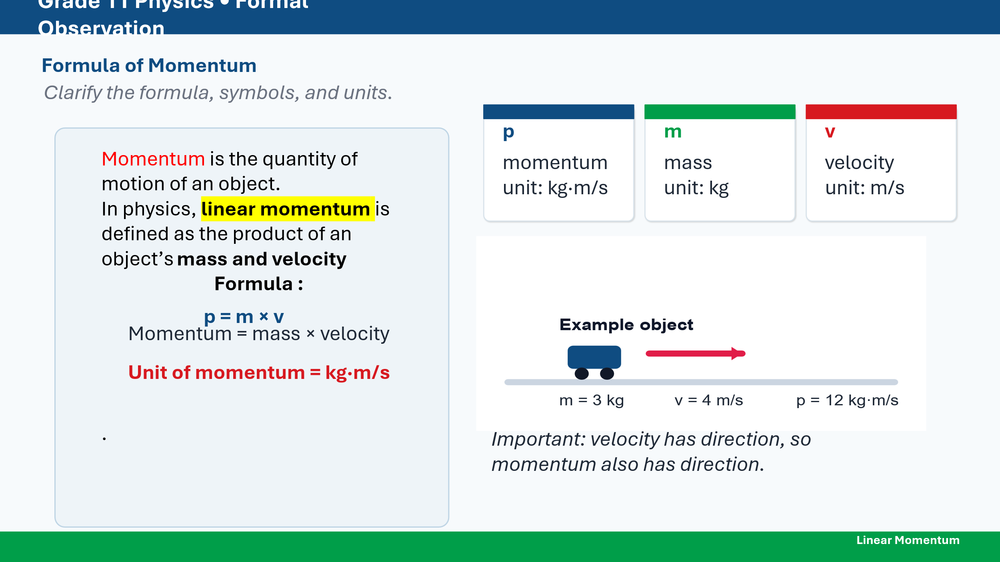 Grade 11 Physics • Formal
Observation
Formula of Momentum
Clarify the formula, symbols, and units.
Momentum is the quantity of
motion of an object.
In physics, linear momentum is
defined as the product of an
object’s mass and velocity
Formula :
p = m × v
Momentum = mass × velocity
Unit of momentum = kg·m/s
.
p
momentum
unit: kg·m/s
m
mass
unit: kg
v
velocity
unit: m/s
Example object
m = 3 kg
v = 4 m/s
p = 12 kg·m/s
Important: velocity has direction, so
momentum also has direction.
Linear Momentum